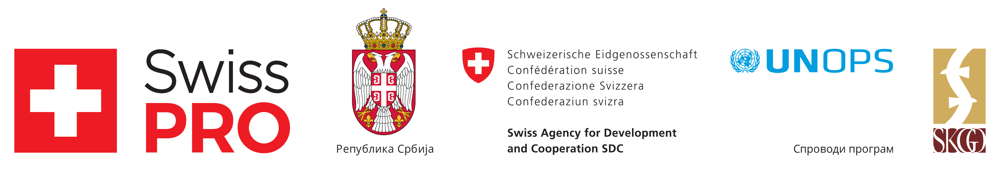 Swiss
PRO
Република Србија
Schweizerische Eidgenossenschaft
Confédération suisse
Confederazione Svizzera
Confederaziun svizra
Swiss Agency for Development
and Cooperation SDC
UNOPS
Спроводи програм
SKGO